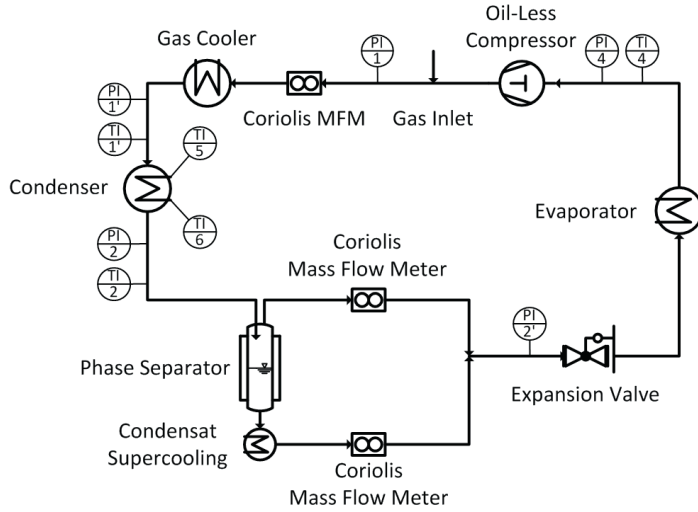 Gas Cooler
Oil-Less
Compressor
PI
1
PI
4
TI
4
Coriolis MFM
Gas Inlet
PI
1'
TI
1'
TI
5
Condenser
TI
6
Evaporator
PI
2
TI
2
Coriolis
Mass Flow Meter
PI
2'
Phase Separator
Expansion Valve
Condensat
Supercooling
Coriolis
Mass Flow Meter